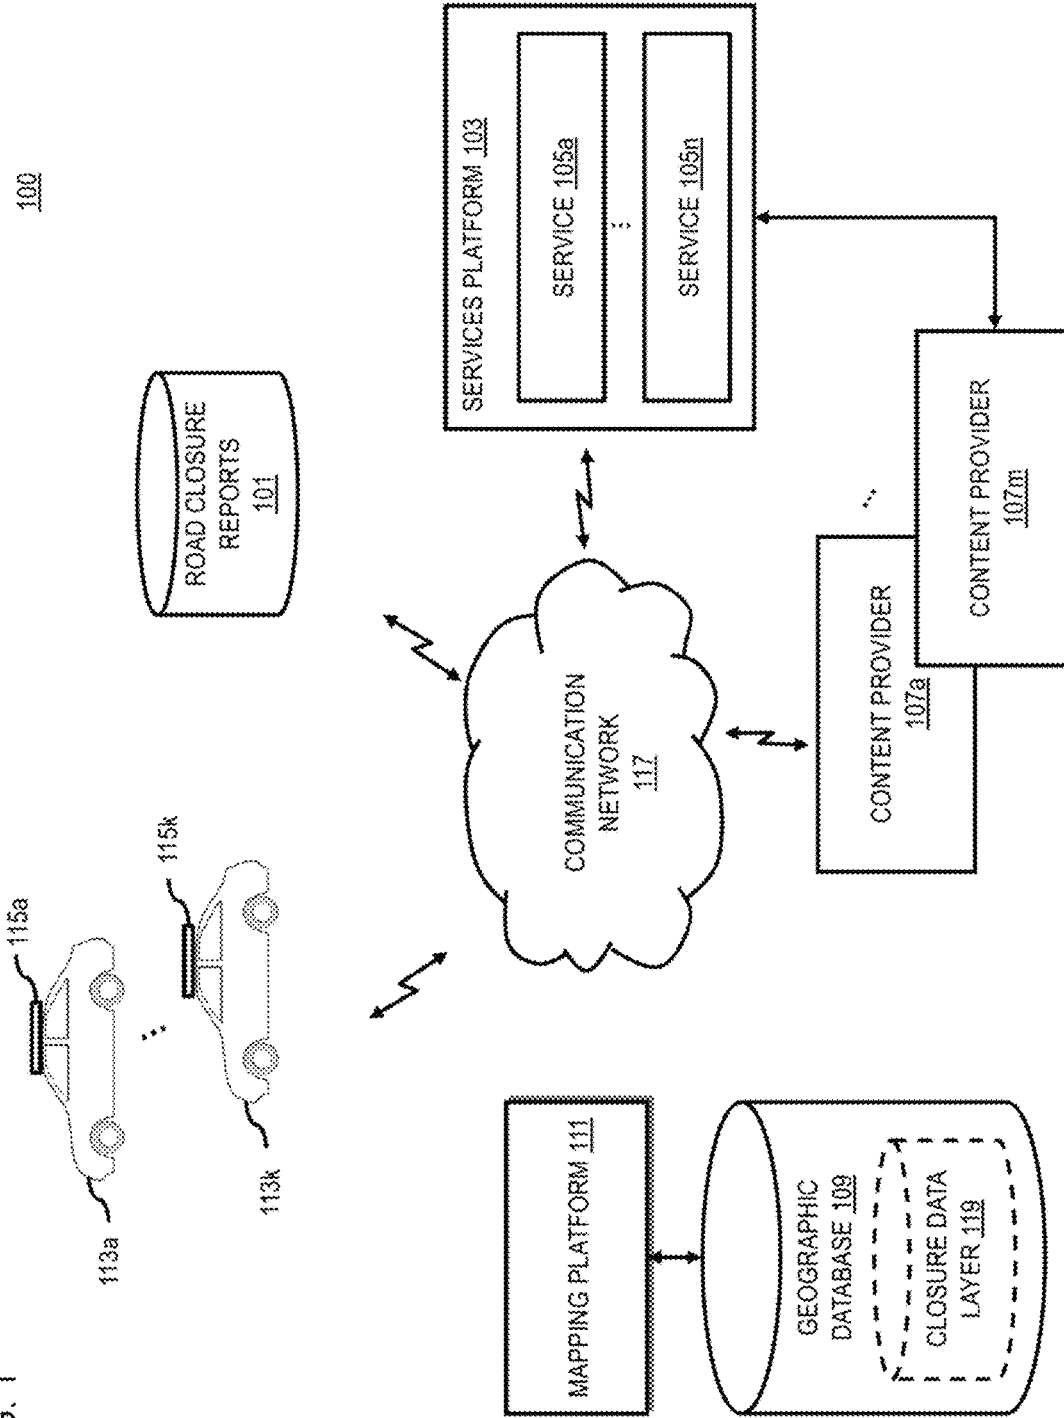 100
115a
113a
115k
113k
ROAD CLOSURE
REPORTS
101
SERVICES PLATFORM 103
SERVICE 105a
...
SERVICE 105n
MAPPING PLATFORM 111
COMMUNICATION
NETWORK
117
GEOGRAPHIC
DATABASE 109
CLOSURE DATA
LAYER 119
CONTENT PROVIDER
107a
...
CONTENT PROVIDER
107m